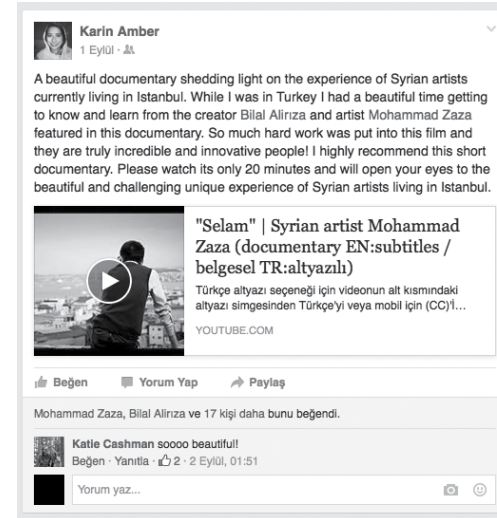 Karin Amber
1 Eylül ·
A beautiful documentary shedding light on the experience of Syrian artists
currently living in Istanbul. While I was in Turkey I had a beautiful time getting
to know and learn from the creator Bilal Alirıza and artist Mohammad Zaza
featured in this documentary. So much hard work was put into this film and
they are truly incredible and innovative people! I highly recommend this short
documentary. Please watch its only 20 minutes and will open your eyes to the
beautiful and challenging unique experience of Syrian artists living in Istanbul.
"Selam" | Syrian artist Mohammad
Zaza (documentary EN:subtitles /
belgesel TR:altyazılı)
Türkçe altyazı seçeneği için videonun alt kısmındaki
altyazı simgesinden Türkçe'yi veya mobil için (CC)'İ...
YOUTUBE.COM
Beğen Yorum Yap Paylaş
Mohammad Zaza, Bilal Alirıza ve 17 kişi daha bunu beğendi.
Katie Cashman soooo beautiful!
Beğen · Yanıtla · 2 · 2 Eylül, 01:51
Yorum yaz...